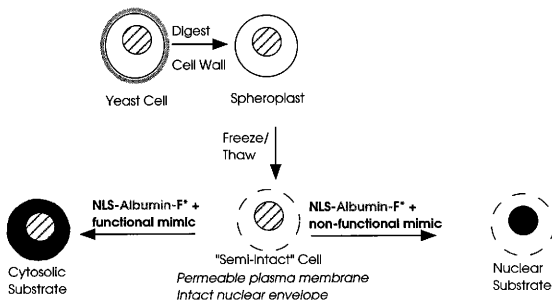 Digest
Cell Wall
Yeast Cell
Spheroplast
Freeze/
Thaw
NLS-Albumin-F* +
functional mimic
NLS-Albumin-F* +
non-functional mimic
Cytosolic
Substrate
"Semi-Intact" Cell
Permeable plasma membrane
Intact nuclear envelope
Nuclear
Substrate